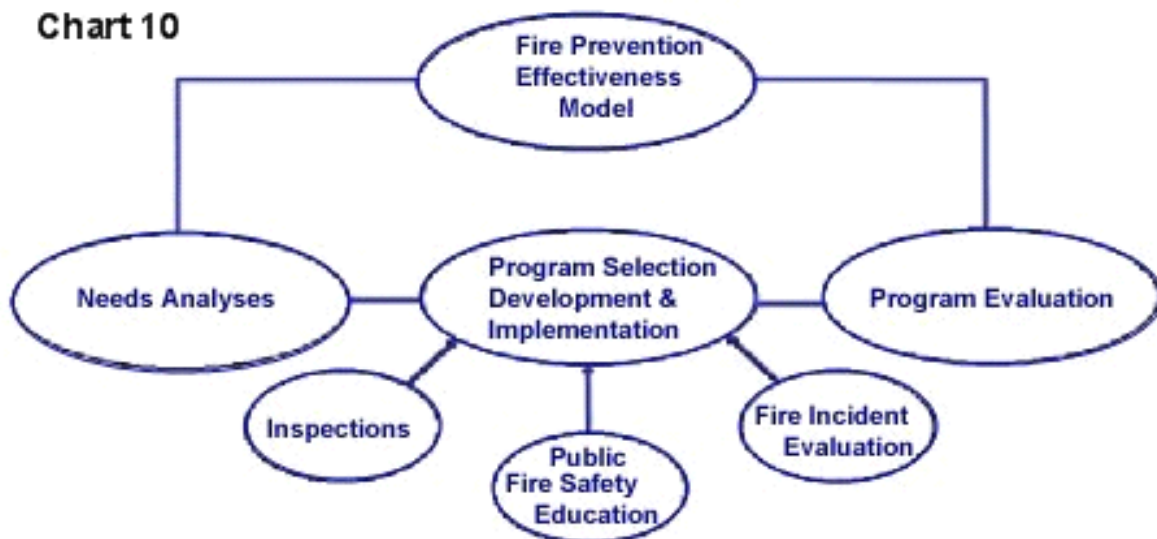 Chart 10
Fire Prevention
Effectiveness
Model
Needs Analyses
Program Selection
Development &
Implementation
Program Evaluation
Inspections
Public
Fire Safety
Education
Fire Incident
Evaluation